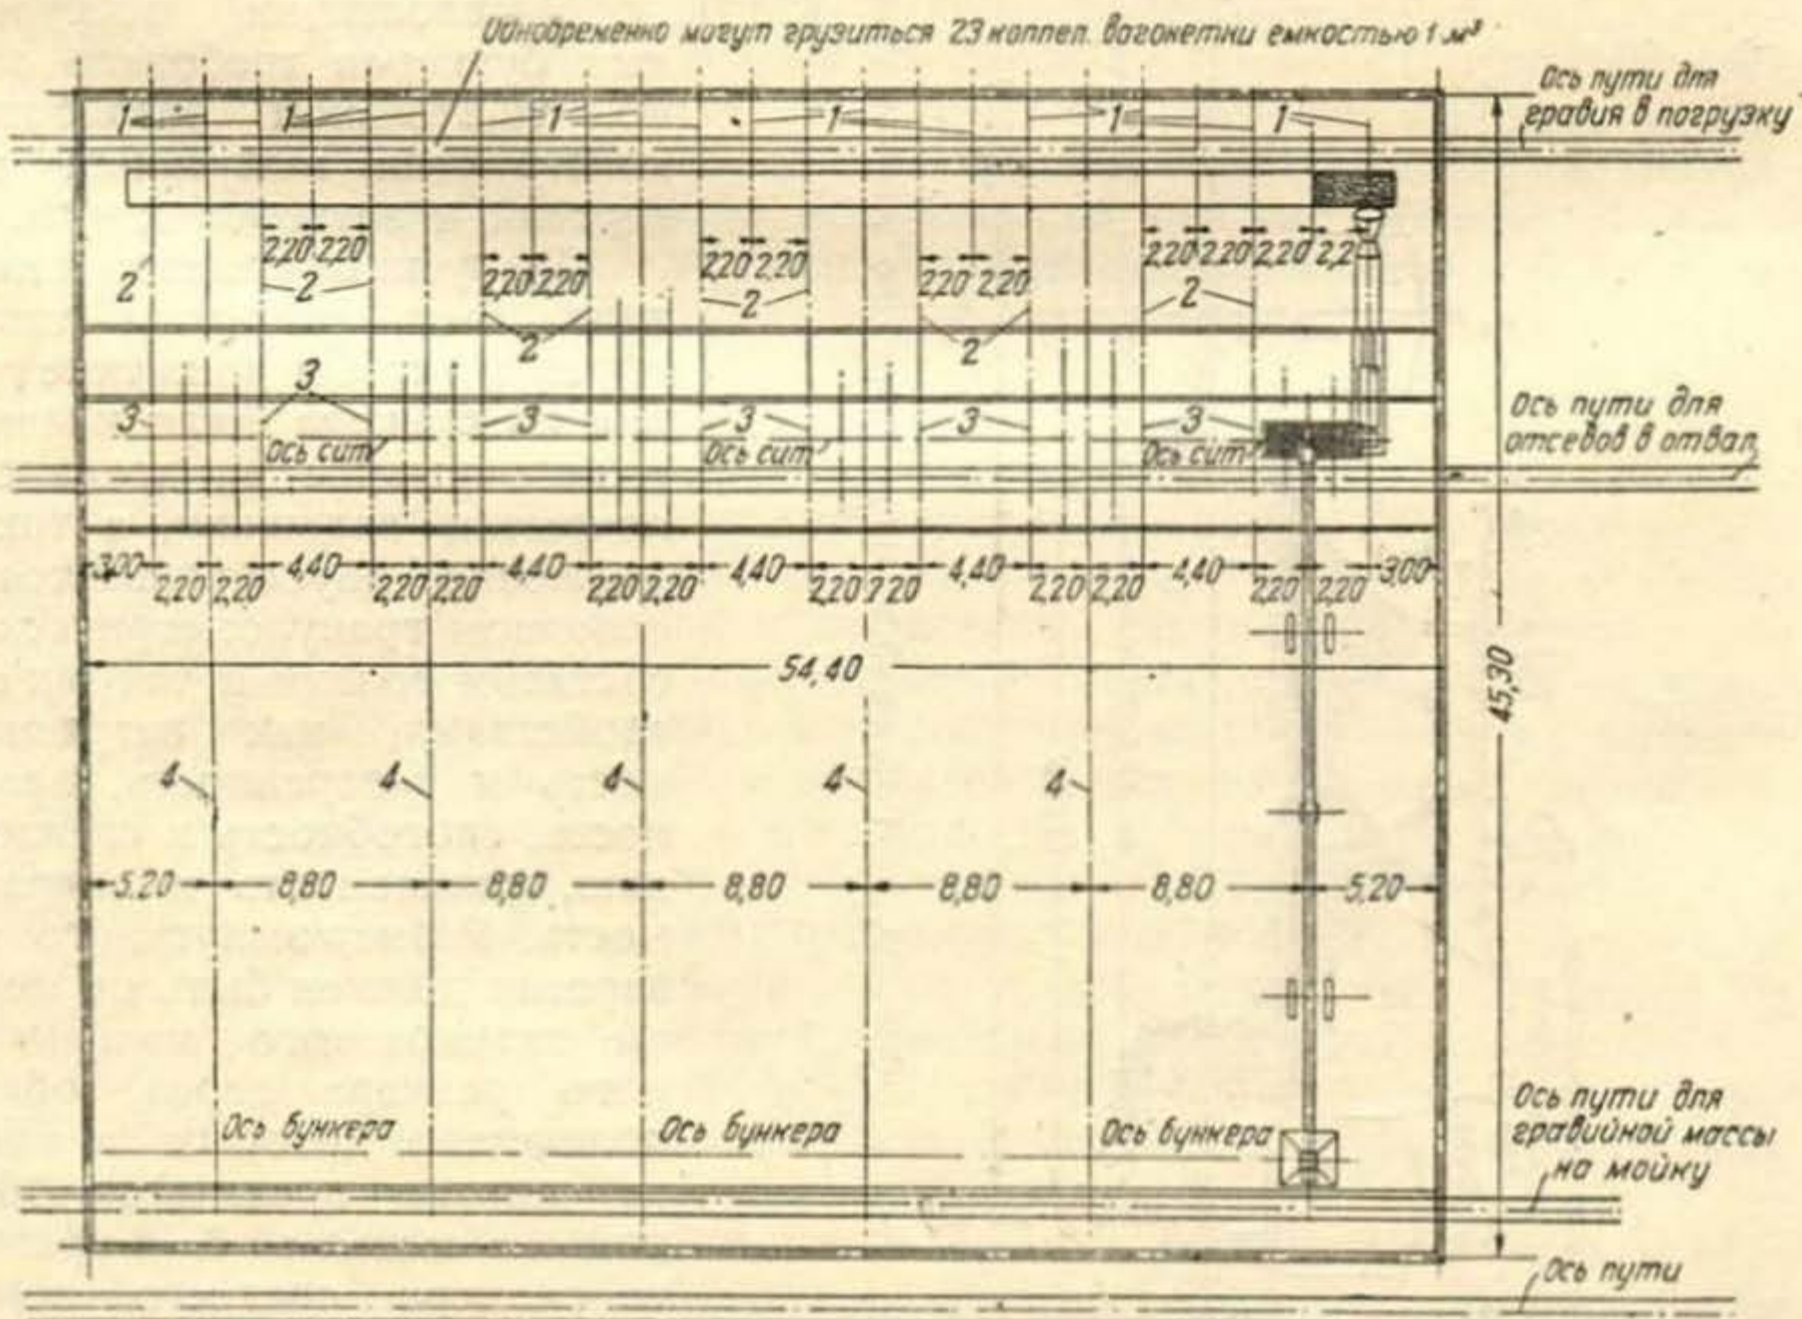 Одновременно могут грузиться 23 коппел. вагонетки емкостью 1 м³
Ось пути для
гравия в погрузку
1 1 1 1 1 1
2,20 2,20 2,20 2,20 2,20 2,20 2,20 2,20 2,20 2,20 2,20 2,2
2 2 2 2 2 2
3 3 3 3 3 3
Ось сит Ось сит Ось сит
Ось пути для
отсевов в отвал
3,00 4,40 4,40 4,40 4,40 4,40 3,00
2,20 2,20 2,20 2,20 2,20 2,20 2,20 2,20 2,20 2,20 2,20 2,20
54,40
45,30
4 4 4 4 4
5,20 8,80 8,80 8,80 8,80 8,80 5,20
Ось бункера Ось бункера Ось бункера
Ось пути для
гравийной массы
на мойку
Ось пути